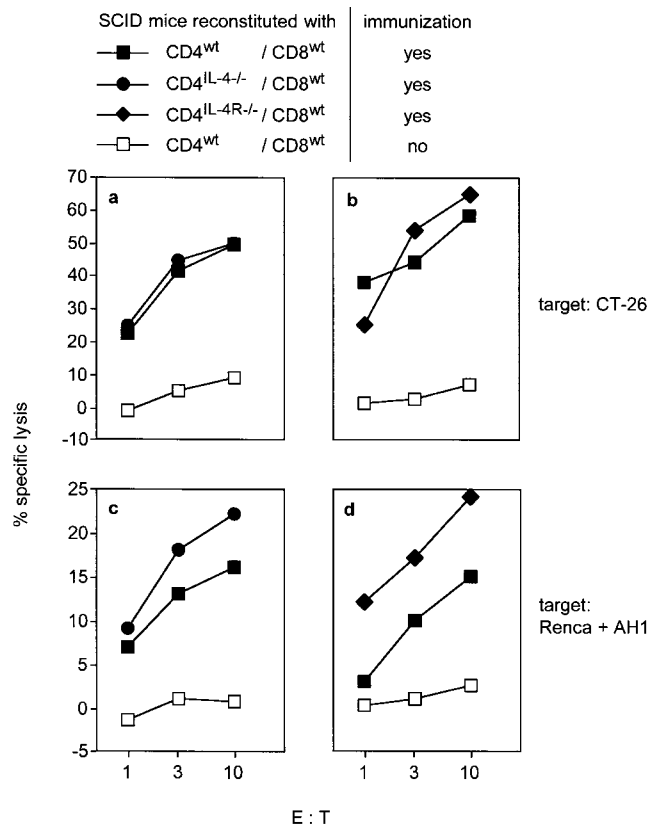 SCID mice reconstituted with immunization
CD4wt / CD8wt yes
CD4IL-4-/- / CD8wt yes
CD4IL-4R-/- / CD8wt yes
CD4wt / CD8wt no
a
b
70
60
50
40
30
20
10
0
-10
target: CT-26
% specific lysis
c
d
25
20
15
10
5
0
-5
target:
Renca + AH1
1 3 10 1 3 10
E : T